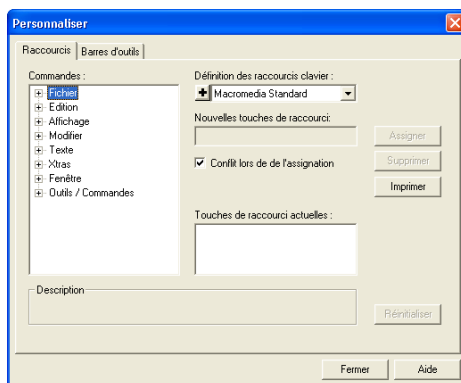 Personnaliser
Raccourcis
Barres d'outils
Commandes :
Fichier
Edition
Affichage
Modifier
Texte
Xtras
Fenêtre
Outils / Commandes
Définition des raccourcis clavier :
Macromedia Standard
Nouvelles touches de raccourci:
Assigner
Supprimer
Conflit lors de de l'assignation
Imprimer
Touches de raccourci actuelles :
Description
Réinitialiser
Fermer
Aide